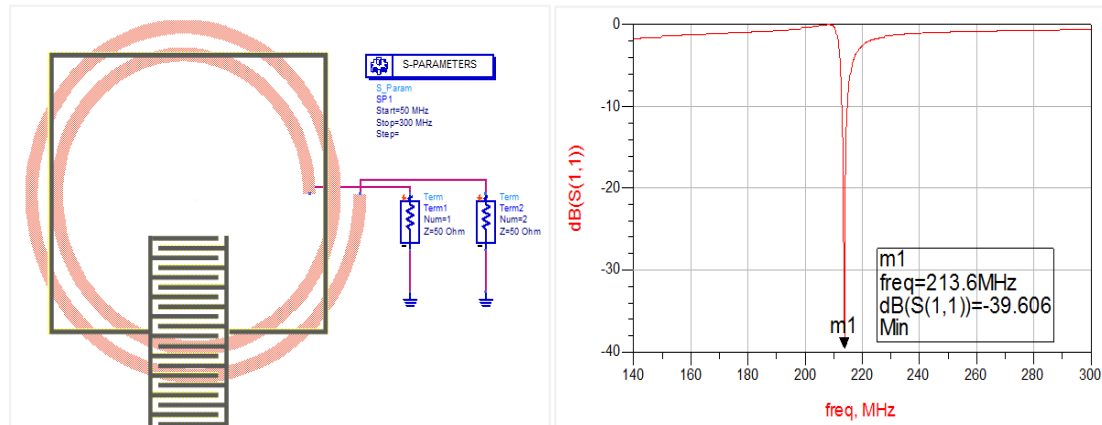 S-PARAMETERS
S_Param
SP1
Start=50 MHz
Stop=300 MHz
Step=
Term
Term1
Num=1
Z=50 Ohm
Term
Term2
Num=2
Z=50 Ohm
dB(S(1,1))
0
-10
-20
-30
-40
m1
m1
freq=213.6MHz
dB(S(1,1))=-39.606
Min
140 160 180 200 220 240 260 280 300
freq, MHz